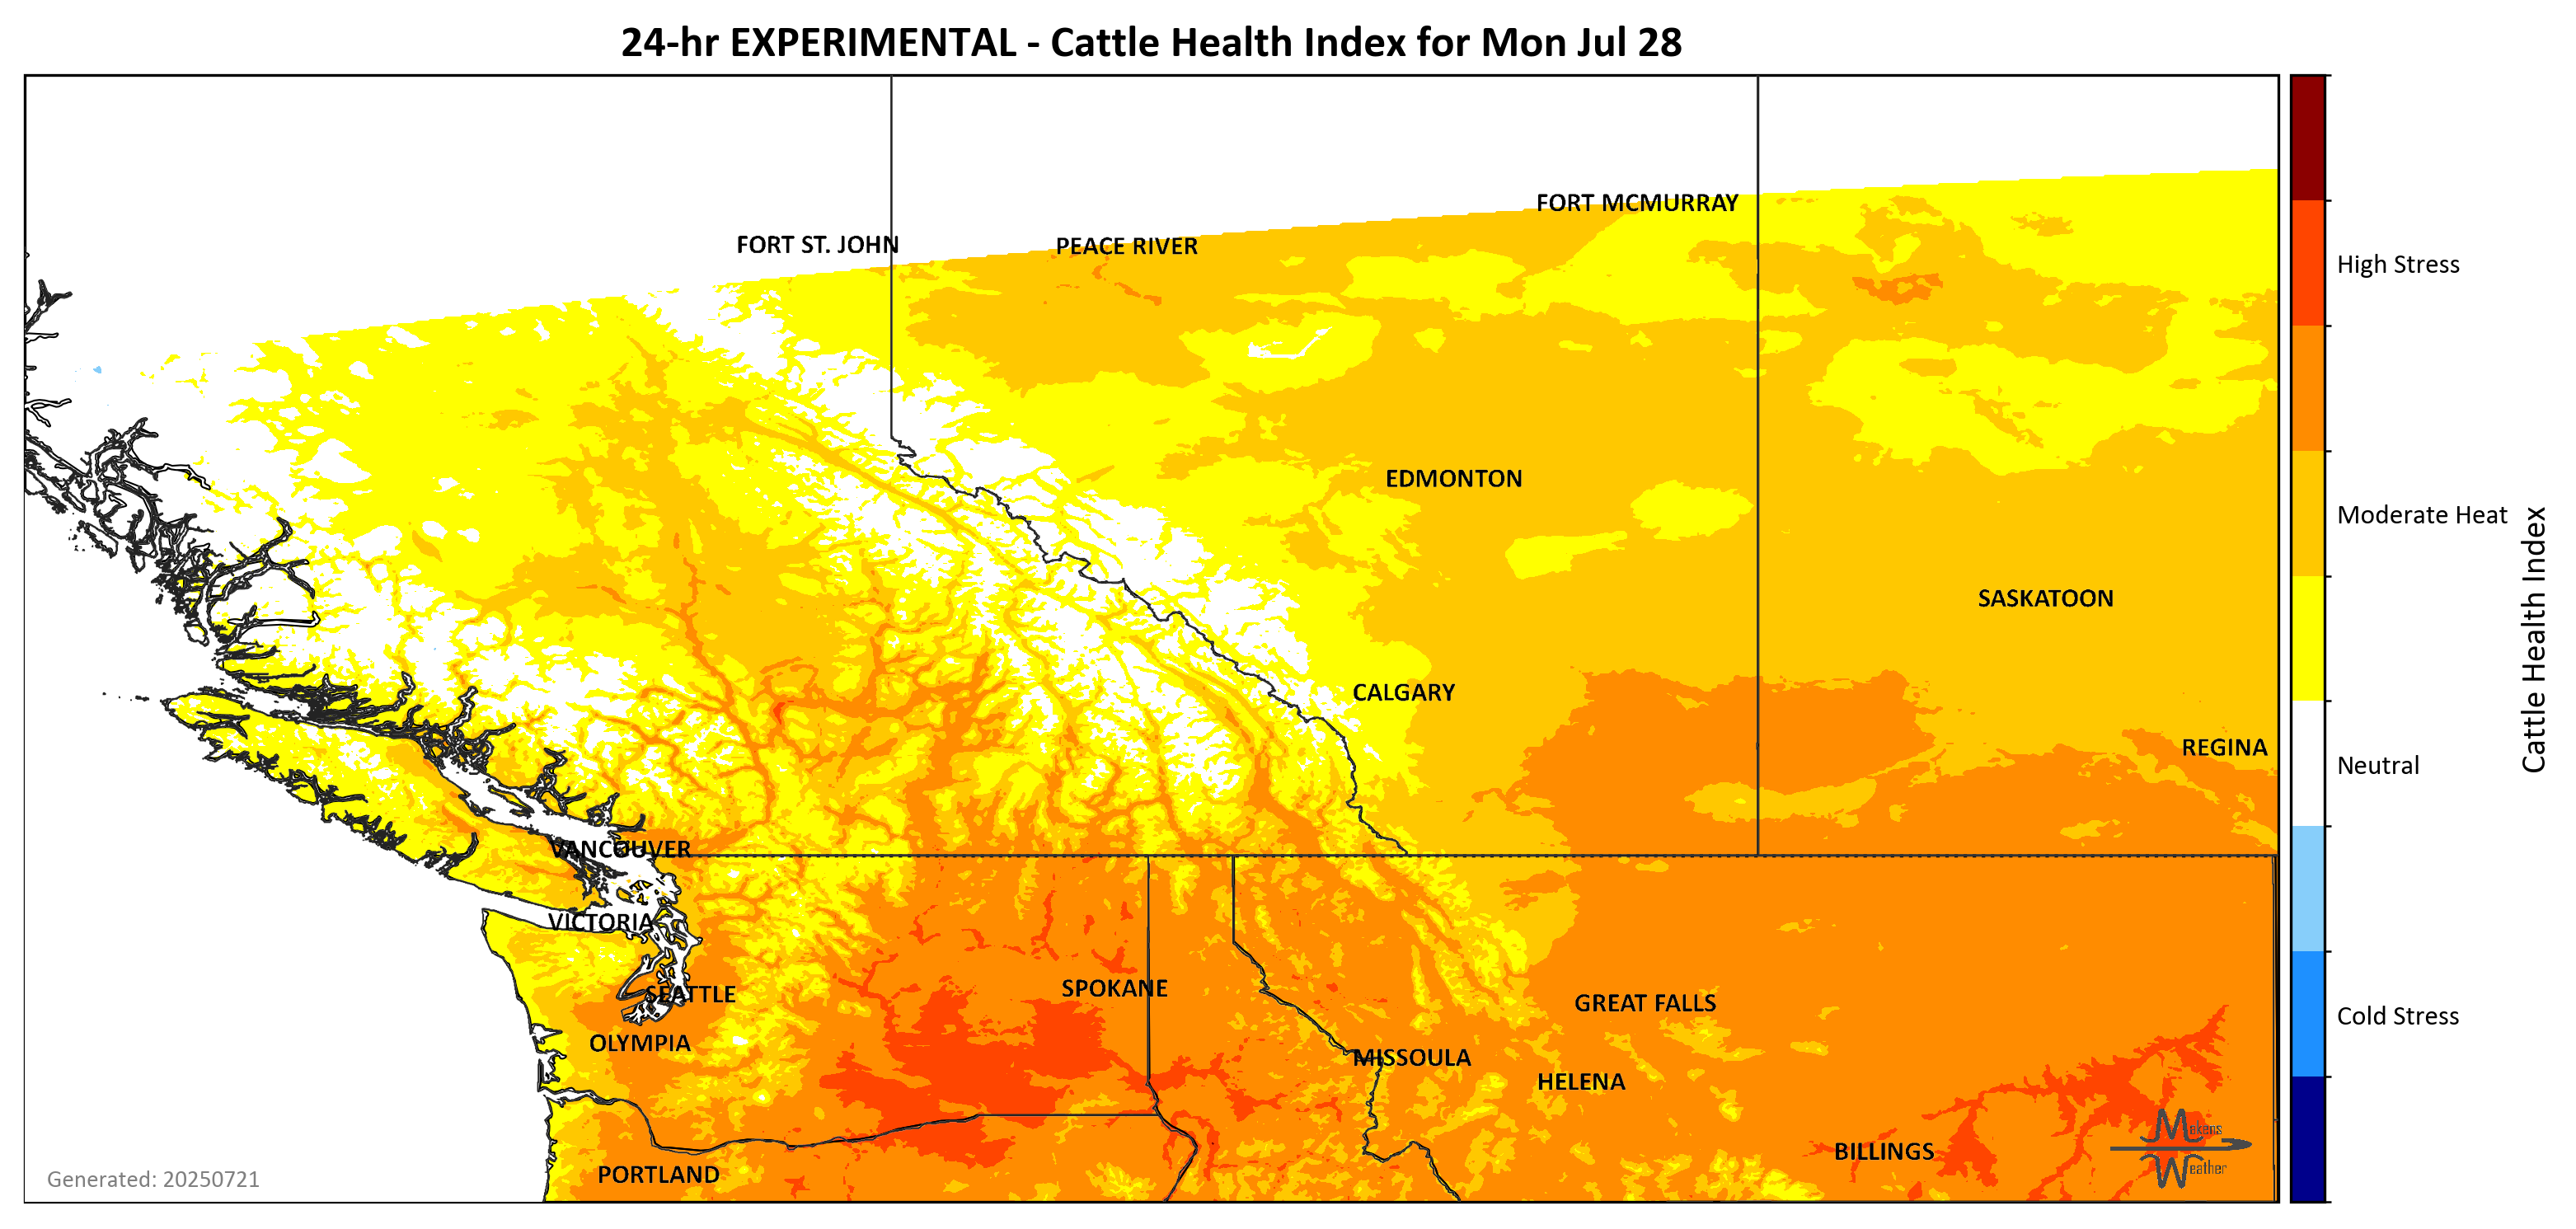 24-hr EXPERIMENTAL - Cattle Health Index for Mon Jul 28
FORT MCMURRAY
FORT ST. JOHN
PEACE RIVER
High Stress
EDMONTON
Moderate Heat
SASKATOON
Cattle Health Index
CALGARY
REGINA
Neutral
VANCOUVER
VICTORIA
SPOKANE
SEATTLE
GREAT FALLS
Cold Stress
OLYMPIA
MISSOULA
HELENA
Makens
BILLINGS
Weather
PORTLAND
Generated: 20250721